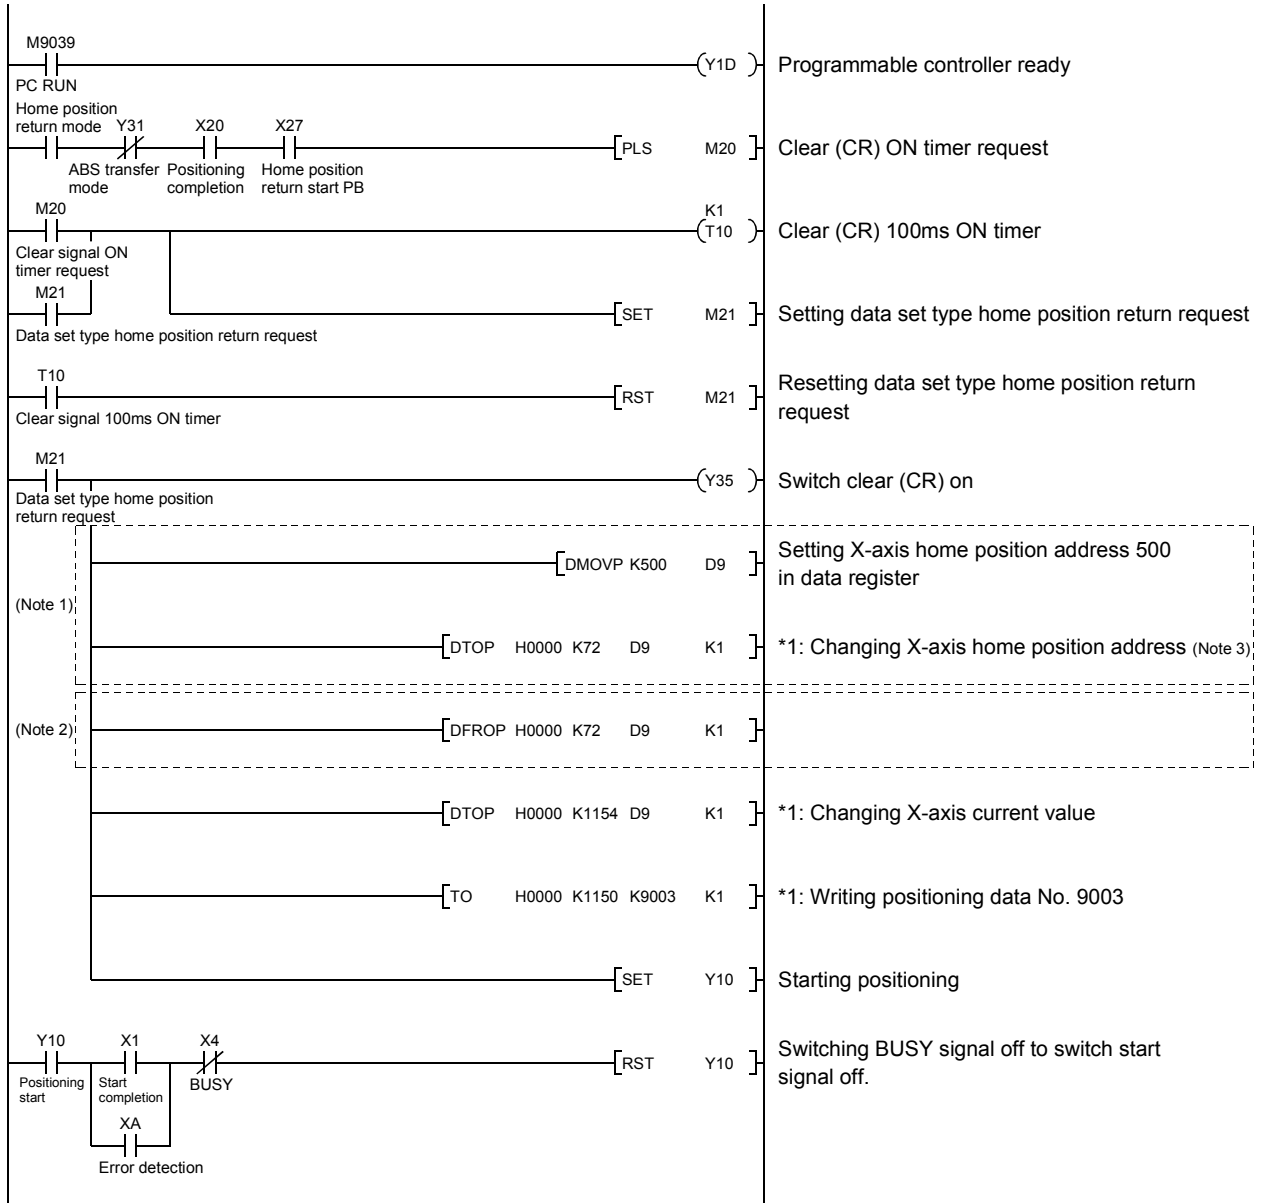 M9039
Y1D
Programmable controller ready
PC RUN
Home position
return mode
Y31
X20
X27
PLS M20
Clear (CR) ON timer request
ABS transfer
mode
Positioning
completion
Home position
return start PB
M20
K1
T10
Clear (CR) 100ms ON timer
Clear signal ON
timer request
M21
SET M21
Setting data set type home position return request
Data set type home position return request
T10
RST M21
Resetting data set type home position return
request
Clear signal 100ms ON timer
M21
Y35
Switch clear (CR) on
Data set type home position
return request
(Note 1)
DMOVP K500 D9
Setting X-axis home position address 500
in data register
DTOP H0000 K72 D9 K1
*1: Changing X-axis home position address (Note 3)
(Note 2)
DFROP H0000 K72 D9 K1
DTOP H0000 K1154 D9 K1
*1: Changing X-axis current value
TO H0000 K1150 K9003 K1
*1: Writing positioning data No. 9003
SET Y10
Starting positioning
Y10
X1
X4
RST Y10
Switching BUSY signal off to switch start
signal off.
Positioning
start
Start
completion
BUSY
XA
Error detection